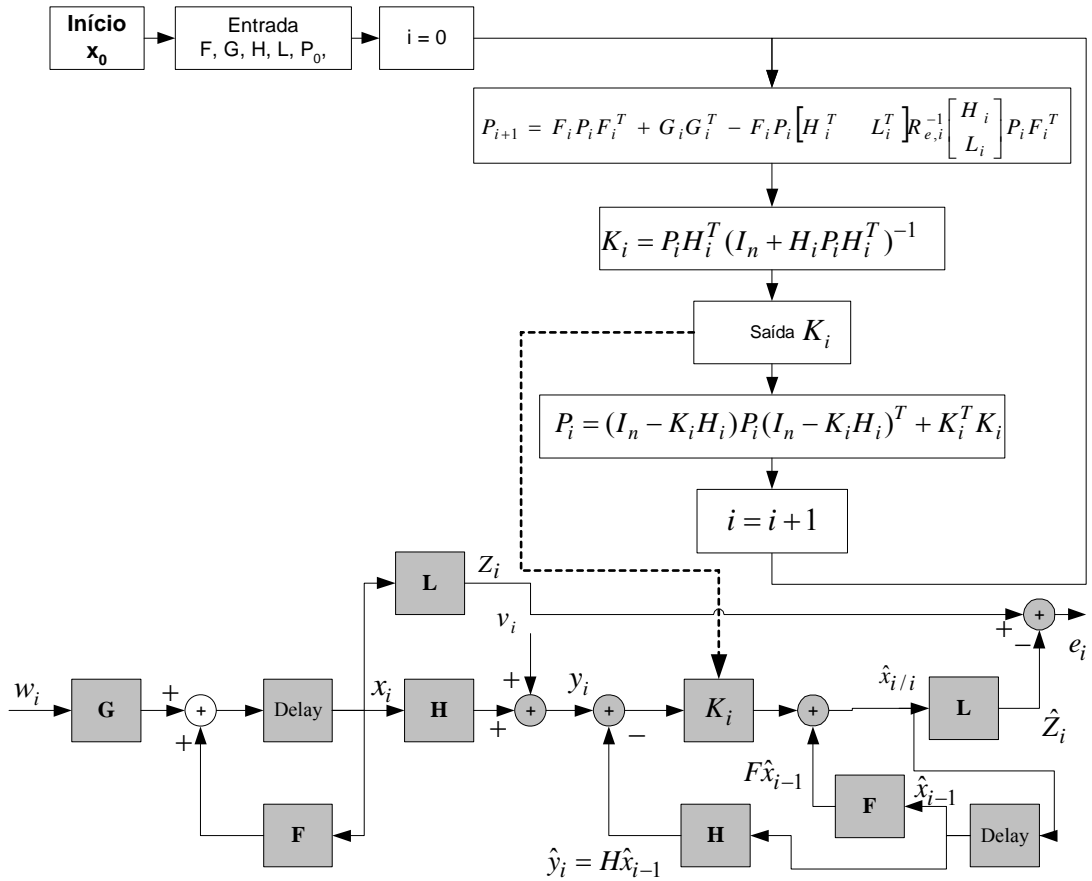 Início
x₀
Entrada
F, G, H, L, P₀,
i = 0
P_{i+1} = F_i P_i F_i^T + G_i G_i^T − F_i P_i [H_i^T L_i^T] R_{e,i}^{-1} [H_i L_i] P_i F_i^T
K_i = P_i H_i^T (I_n + H_i P_i H_i^T)^{-1}
Saída K_i
P_i = (I_n − K_i H_i) P_i (I_n − K_i H_i)^T + K_i^T K_i
i = i + 1
L
Z_i
v_i
+
+
−
e_i
w_i
G
+
+
+
Delay
x_i
H
+
+
+
y_i
+
−
K_i
+
x̂_{i/i}
L
Ẑ_i
F
Fx̂_{i−1}
F
x̂_{i−1}
Delay
H
ŷ_i = Hx̂_{i−1}